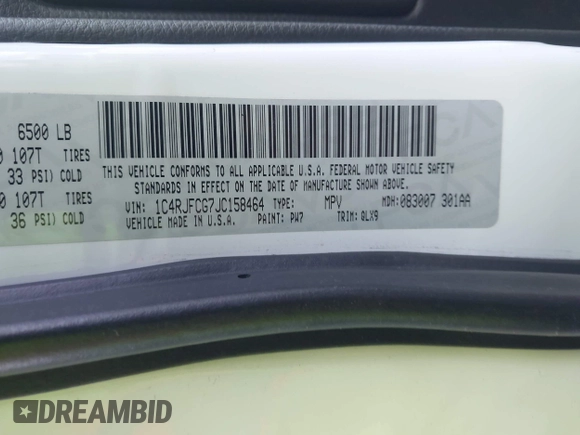 6500 LB
107T TIRES
33 PSI) COLD
107T TIRES
36 PSI) COLD
THIS VEHICLE CONFORMS TO ALL APPLICABLE U.S.A. FEDERAL MOTOR VEHICLE SAFETY
STANDARDS IN EFFECT ON THE DATE OF MANUFACTURE SHOWN ABOVE.
VIN: 1C4RJFCG7JC158464 TYPE: MPV MDH: 083007 301AA
VEHICLE MADE IN U.S.A. PAINT: PW7 TRIM: QLX9
DREAMBID